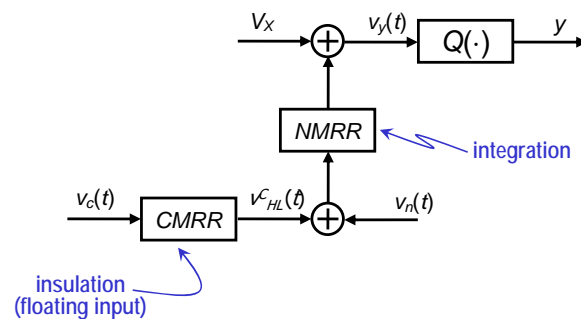 V_X
v_y(t)
Q(·)
y
NMRR
integration
v_c(t)
CMRR
v^C_HL(t)
v_n(t)
insulation
(floating input)